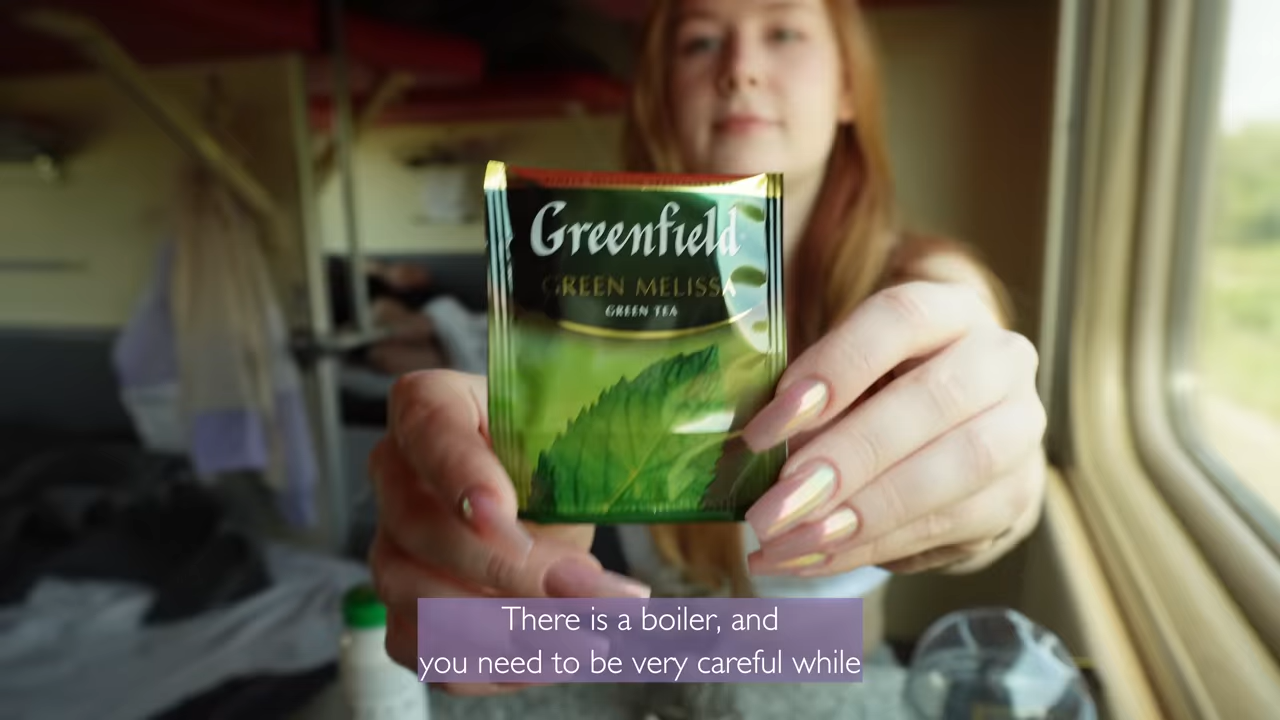 Greenfield
GREEN MELISSA
GREEN TEA
There is a boiler, and
you need to be very careful while